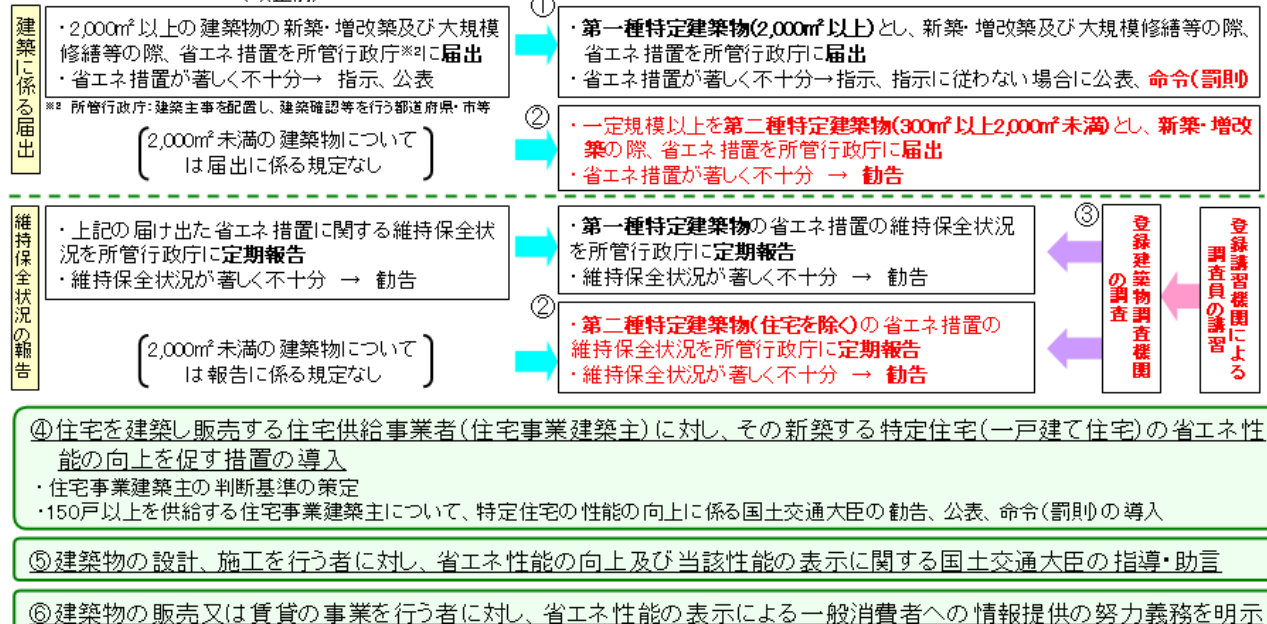 建築に係る届出
・2,000㎡以上の建築物の新築・増改築及び大規模
修繕等の際、省エネ措置を所管行政庁※2に届出
・省エネ措置が著しく不十分→ 指示、公表
※2 所管行政庁：建築主事を配置し、建築確認等を行う都道府県・市等
2,000㎡未満の建築物について
は届出に係る規定なし
①
・第一種特定建築物(2,000㎡以上)とし、新築・増改築及び大規模修繕等の際、
省エネ措置を所管行政庁に届出
・省エネ措置が著しく不十分→指示、指示に従わない場合に公表、命令(罰則)
②
・一定規模以上を第二種特定建築物(300㎡以上2,000㎡未満)とし、新築・増改
築の際、省エネ措置を所管行政庁に届出
・省エネ措置が著しく不十分 → 勧告
維持保全状況の報告
・上記の届け出た省エネ措置に関する維持保全状
況を所管行政庁に定期報告
・維持保全状況が著しく不十分 → 勧告
2,000㎡未満の建築物について
は報告に係る規定なし
・第一種特定建築物の省エネ措置の維持保全状況
を所管行政庁に定期報告
・維持保全状況が著しく不十分 → 勧告
②
・第二種特定建築物(住宅を除く)の省エネ措置の
維持保全状況を所管行政庁に定期報告
・維持保全状況が著しく不十分 → 勧告
③
登録建築物調査機関
の調査
登録講習機関による
調査員の講習
④住宅を建築し販売する住宅供給事業者(住宅事業建築主)に対し、その新築する特定住宅(一戸建て住宅)の省エネ性
能の向上を促す措置の導入
・住宅事業建築主の判断基準の策定
・150戸以上を供給する住宅事業建築主について、特定住宅の性能の向上に係る国土交通大臣の勧告、公表、命令(罰則)の導入
⑤建築物の設計、施工を行う者に対し、省エネ性能の向上及び当該性能の表示に関する国土交通大臣の指導・助言
⑥建築物の販売又は賃貸の事業を行う者に対し、省エネ性能の表示による一般消費者への情報提供の努力義務を明示